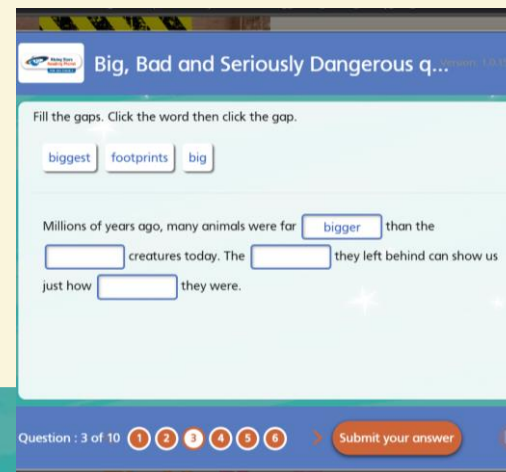 Big, Bad and Seriously Dangerous q...
Fill the gaps. Click the word then click the gap.
biggest footprints big
Millions of years ago, many animals were far bigger than the
creatures today. The they left behind can show us
just how they were.
Question : 3 of 10 1 2 3 4 5 6 Submit your answer